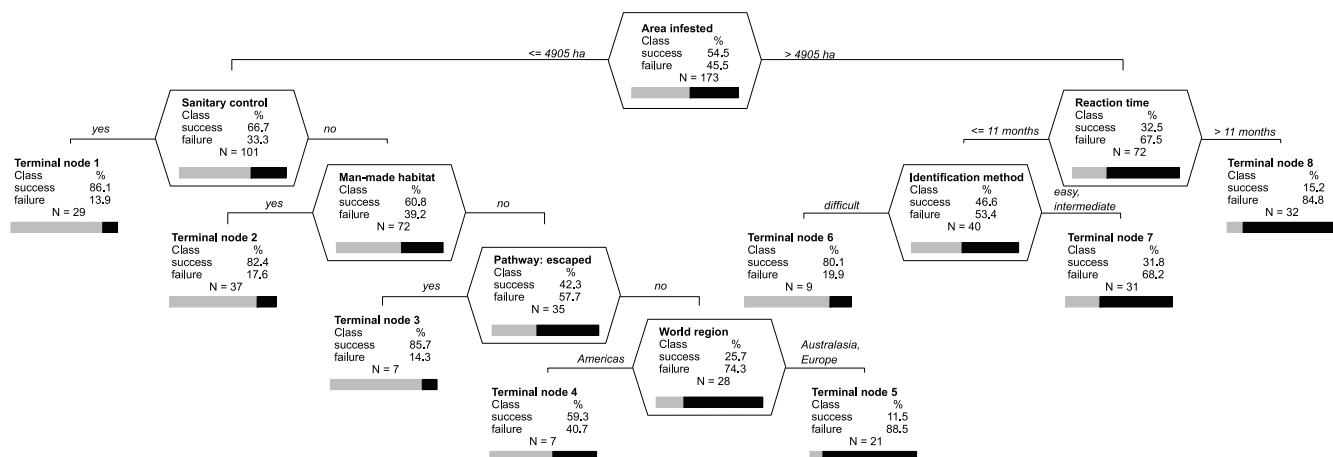 Area infested
Class %
success 54.5
failure 45.5
N = 173
<= 4905 ha
> 4905 ha
Sanitary control
Class %
success 66.7
failure 33.3
N = 101
yes
no
Reaction time
Class %
success 32.5
failure 67.5
N = 72
<= 11 months
> 11 months
Terminal node 1
Class %
success 86.1
failure 13.9
N = 29
Man-made habitat
Class %
success 60.8
failure 39.2
N = 72
yes
no
Identification method
Class %
success 46.6
failure 53.4
N = 40
difficult
easy,
intermediate
Terminal node 8
Class %
success 15.2
failure 84.8
N = 32
Terminal node 2
Class %
success 82.4
failure 17.6
N = 37
Pathway: escaped
Class %
success 42.3
failure 57.7
N = 35
yes
no
Terminal node 6
Class %
success 80.1
failure 19.9
N = 9
Terminal node 7
Class %
success 31.8
failure 68.2
N = 31
Terminal node 3
Class %
success 85.7
failure 14.3
N = 7
World region
Class %
success 25.7
failure 74.3
N = 28
Americas
Australasia,
Europe
Terminal node 4
Class %
success 59.3
failure 40.7
N = 7
Terminal node 5
Class %
success 11.5
failure 88.5
N = 21